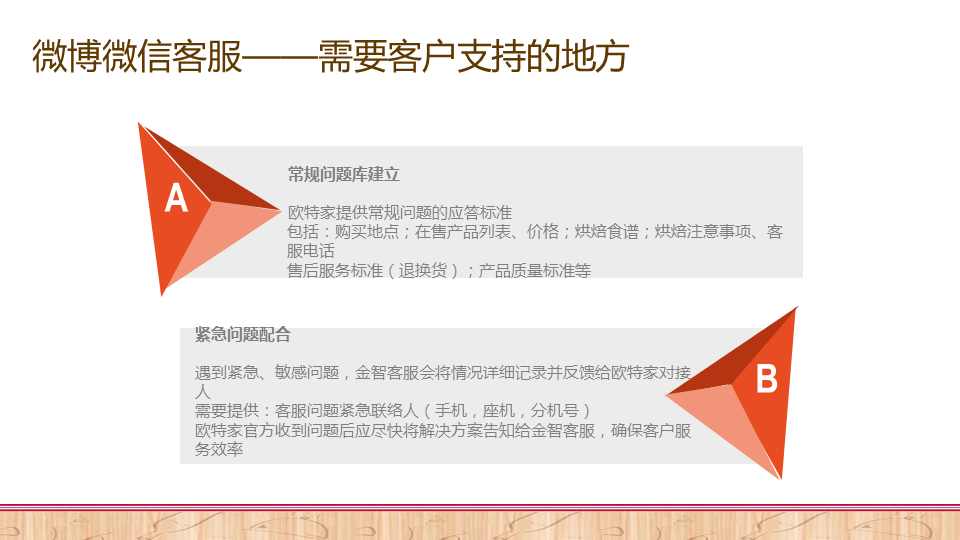 微博微信客服——需要客户支持的地方
A
常规问题库建立
欧特家提供常规问题的应答标准
包括：购买地点；在售产品列表、价格；烘焙食谱；烘焙注意事项、客
服电话
售后服务标准（退换货）；产品质量标准等
紧急问题配合
遇到紧急、敏感问题，金智客服会将情况详细记录并反馈给欧特家对接
人
需要提供：客服问题紧急联络人（手机，座机，分机号）
欧特家官方收到问题后应尽快将解决方案告知给金智客服，确保客户服
务效率
B